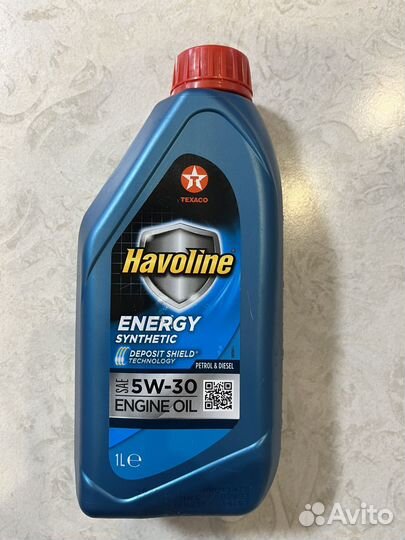 TEXACO
Havoline
ENERGY
SYNTHETIC
DEPOSIT SHIELD®
TECHNOLOGY
PETROL & DIESEL
SAE 5W-30
ENGINE OIL
1L℮
Avito